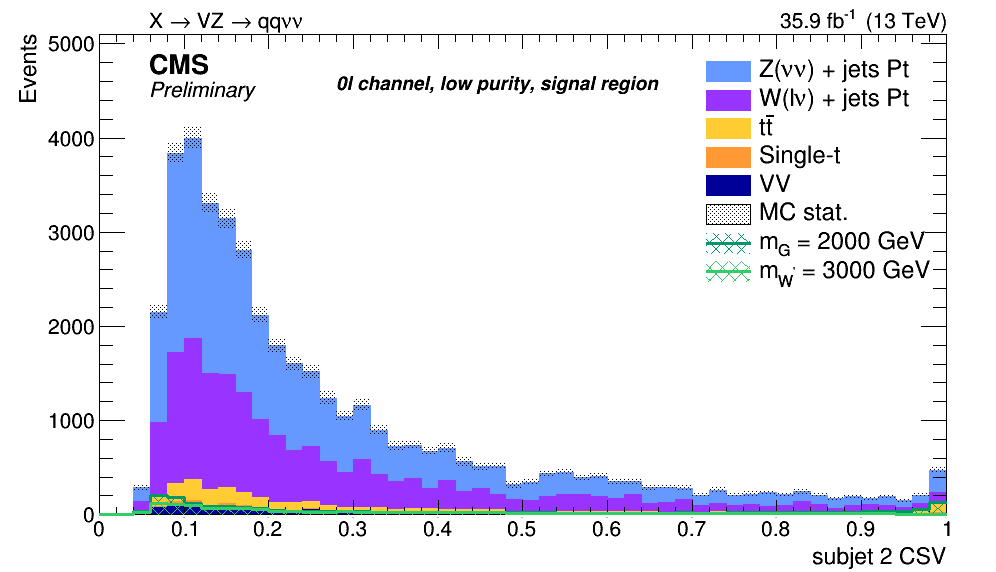 X → VZ → qqνν
35.9 fb⁻¹ (13 TeV)
Events
CMS
Preliminary
0l channel, low purity, signal region
Z(νν) + jets Pt
W(lν) + jets Pt
tt̄
Single-t
VV
MC stat.
m_G = 2000 GeV
m_W' = 3000 GeV
5000
4000
3000
2000
1000
0
0 0.1 0.2 0.3 0.4 0.5 0.6 0.7 0.8 0.9 1
subjet 2 CSV